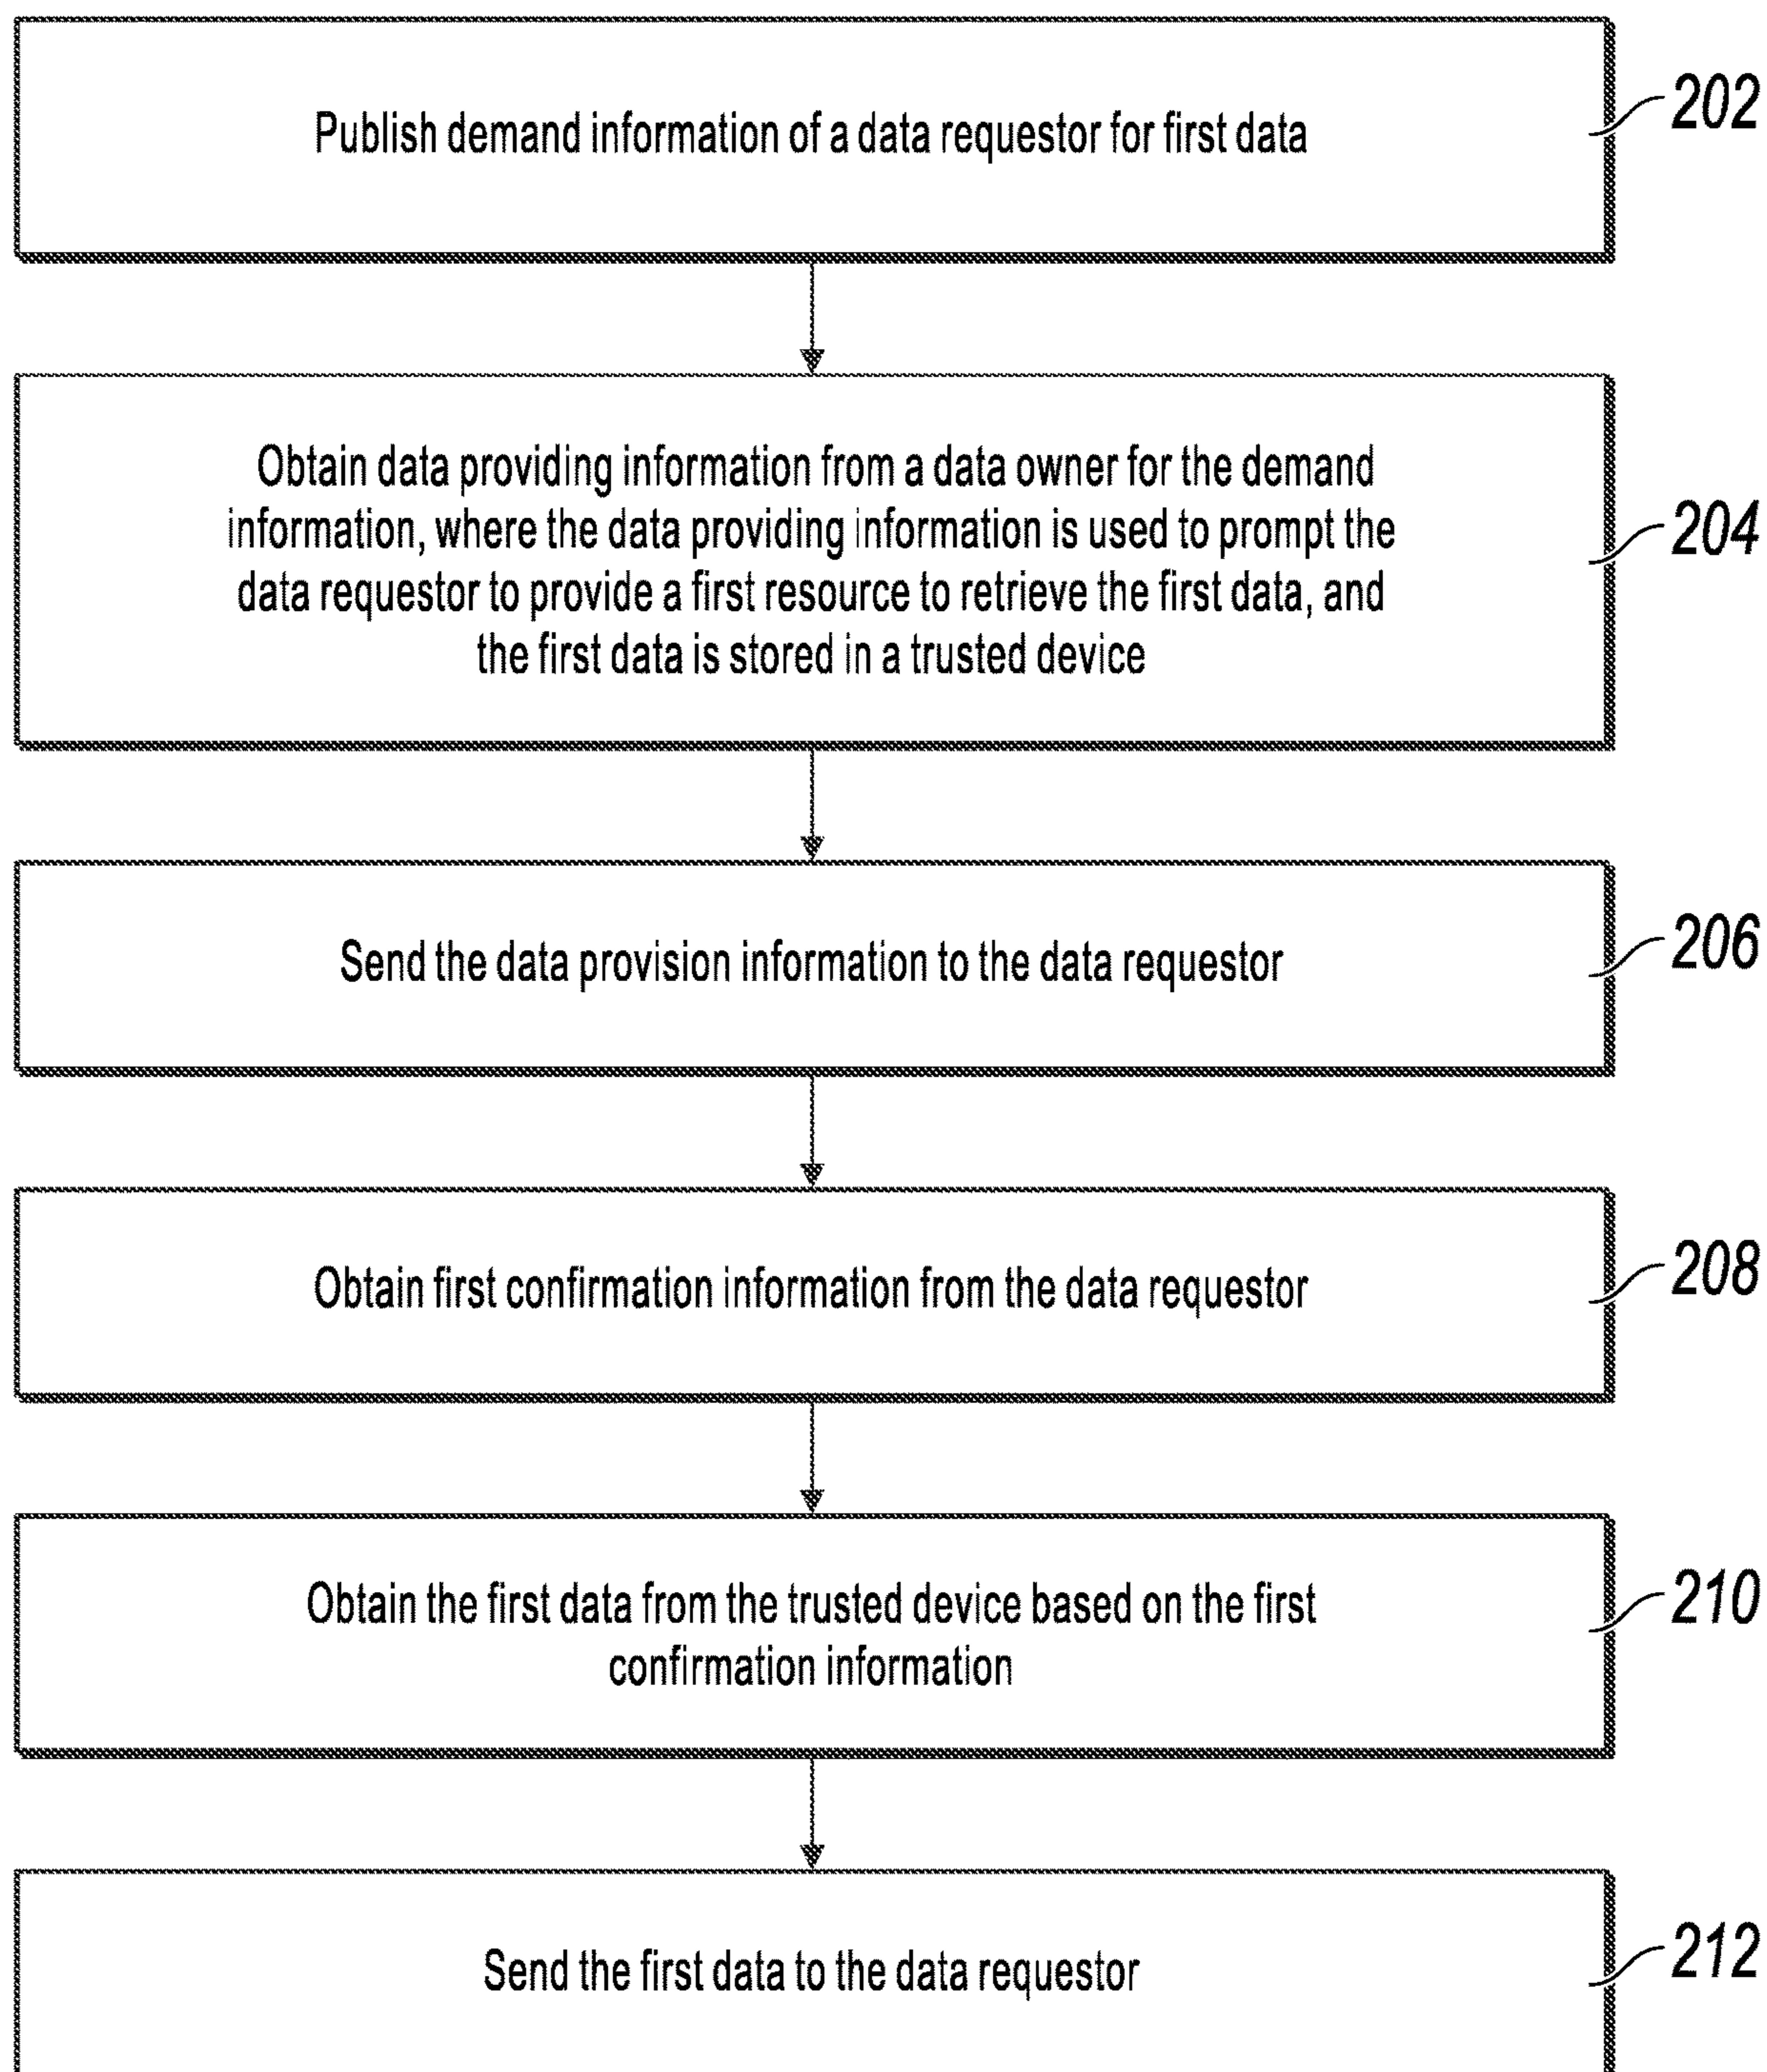 Publish demand information of a data requestor for first data
202
Obtain data providing information from a data owner for the demand
information, where the data providing information is used to prompt the
data requestor to provide a first resource to retrieve the first data, and
the first data is stored in a trusted device
204
Send the data provision information to the data requestor
206
Obtain first confirmation information from the data requestor
208
Obtain the first data from the trusted device based on the first
confirmation information
210
Send the first data to the data requestor
212